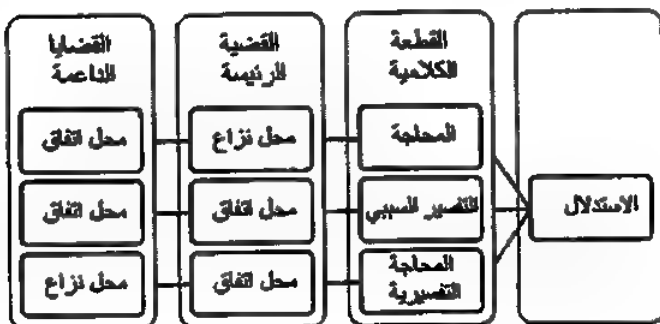 القطعة
الكلامية
القضية
الرئيسة
القضايا
الداعمة
المحاجة
محل نزاع
محل اتفاق
الاستدلال
التفسير السببي
محل اتفاق
محل اتفاق
المحاجة
التفسيرية
محل اتفاق
محل نزاع